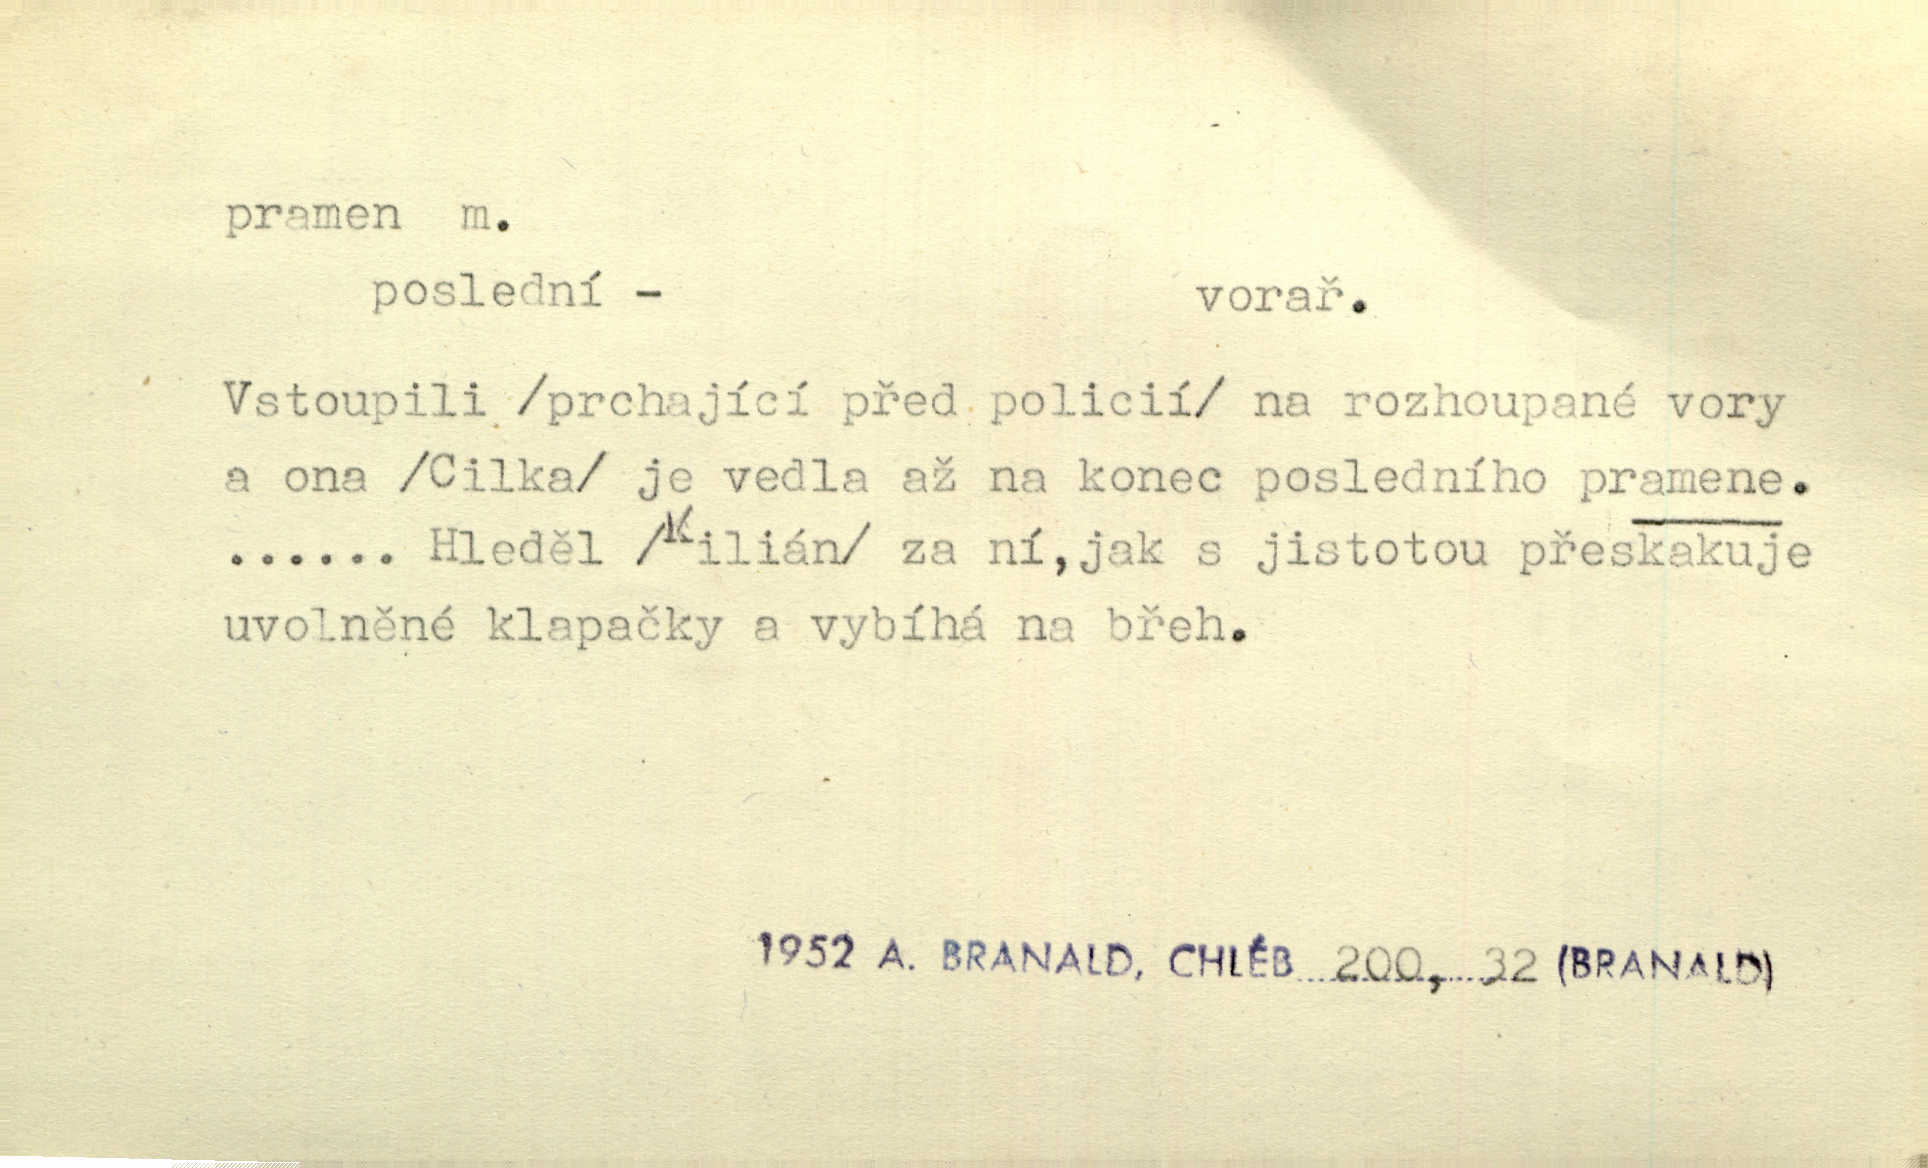 pramen m.
poslední -
vorař.
Vstoupili /prchající před policií/ na rozhoupané vory
a ona /Cilka/ je vedla až na konec posledního pramene.
...... Hleděl /Kilián/ za ní,jak s jistotou přeskakuje
uvolněné klapačky a vybíhá na břeh.
1952 A. BRANALD, CHLÉB 200, 32 (BRANALD)